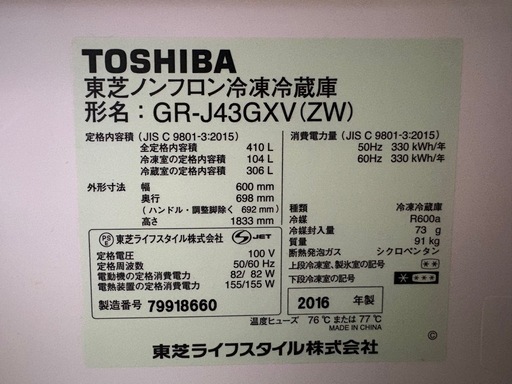 TOSHIBA
東芝ノンフロン冷凍冷蔵庫
形名：GR-J43GXV(ZW)
定格内容積（JIS C 9801-3:2015）
全定格内容積 410 L
冷凍室の定格内容積 104 L
冷蔵室の定格内容積 306 L
外形寸法 幅 600 mm
奥行 698 mm
（ハンドル・調整脚除く 692 mm）
高さ 1833 mm
消費電力量（JIS C 9801-3:2015）
50Hz 330 kWh/年
60Hz 330 kWh/年
種類 冷凍冷蔵庫
冷媒 R600a
冷媒封入量 73 g
質量 91 kg
断熱発泡ガス シクロペンタン
上段冷凍室、製氷室の記号 ＊＊
下段冷凍室の記号 ＊ ＊＊＊
PS E 東芝ライフスタイル株式会社 S-JET
定格電圧 100 V
定格周波数 50/60 Hz
電動機の定格消費電力 82/ 82 W
電熱装置の定格消費電力 155/155 W
製造番号 79918660
2016 年製
温度ヒューズ 76℃ または 77℃
MADE IN CHINA
東芝ライフスタイル株式会社
©